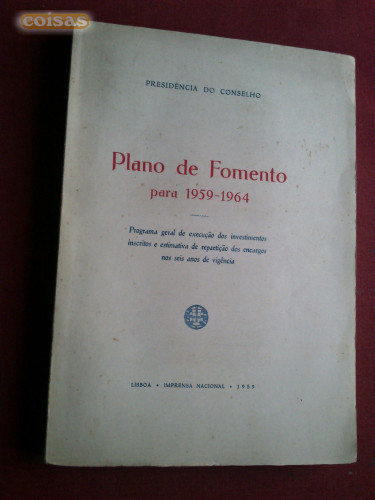 coisas
PRESIDÊNCIA DO CONSELHO
Plano de Fomento
para 1959-1964
Programa geral de execução dos investimentos
inscritos e estimativa de repartição dos encargos
nos seis anos de vigência
LISBOA • IMPRENSA NACIONAL • 1959